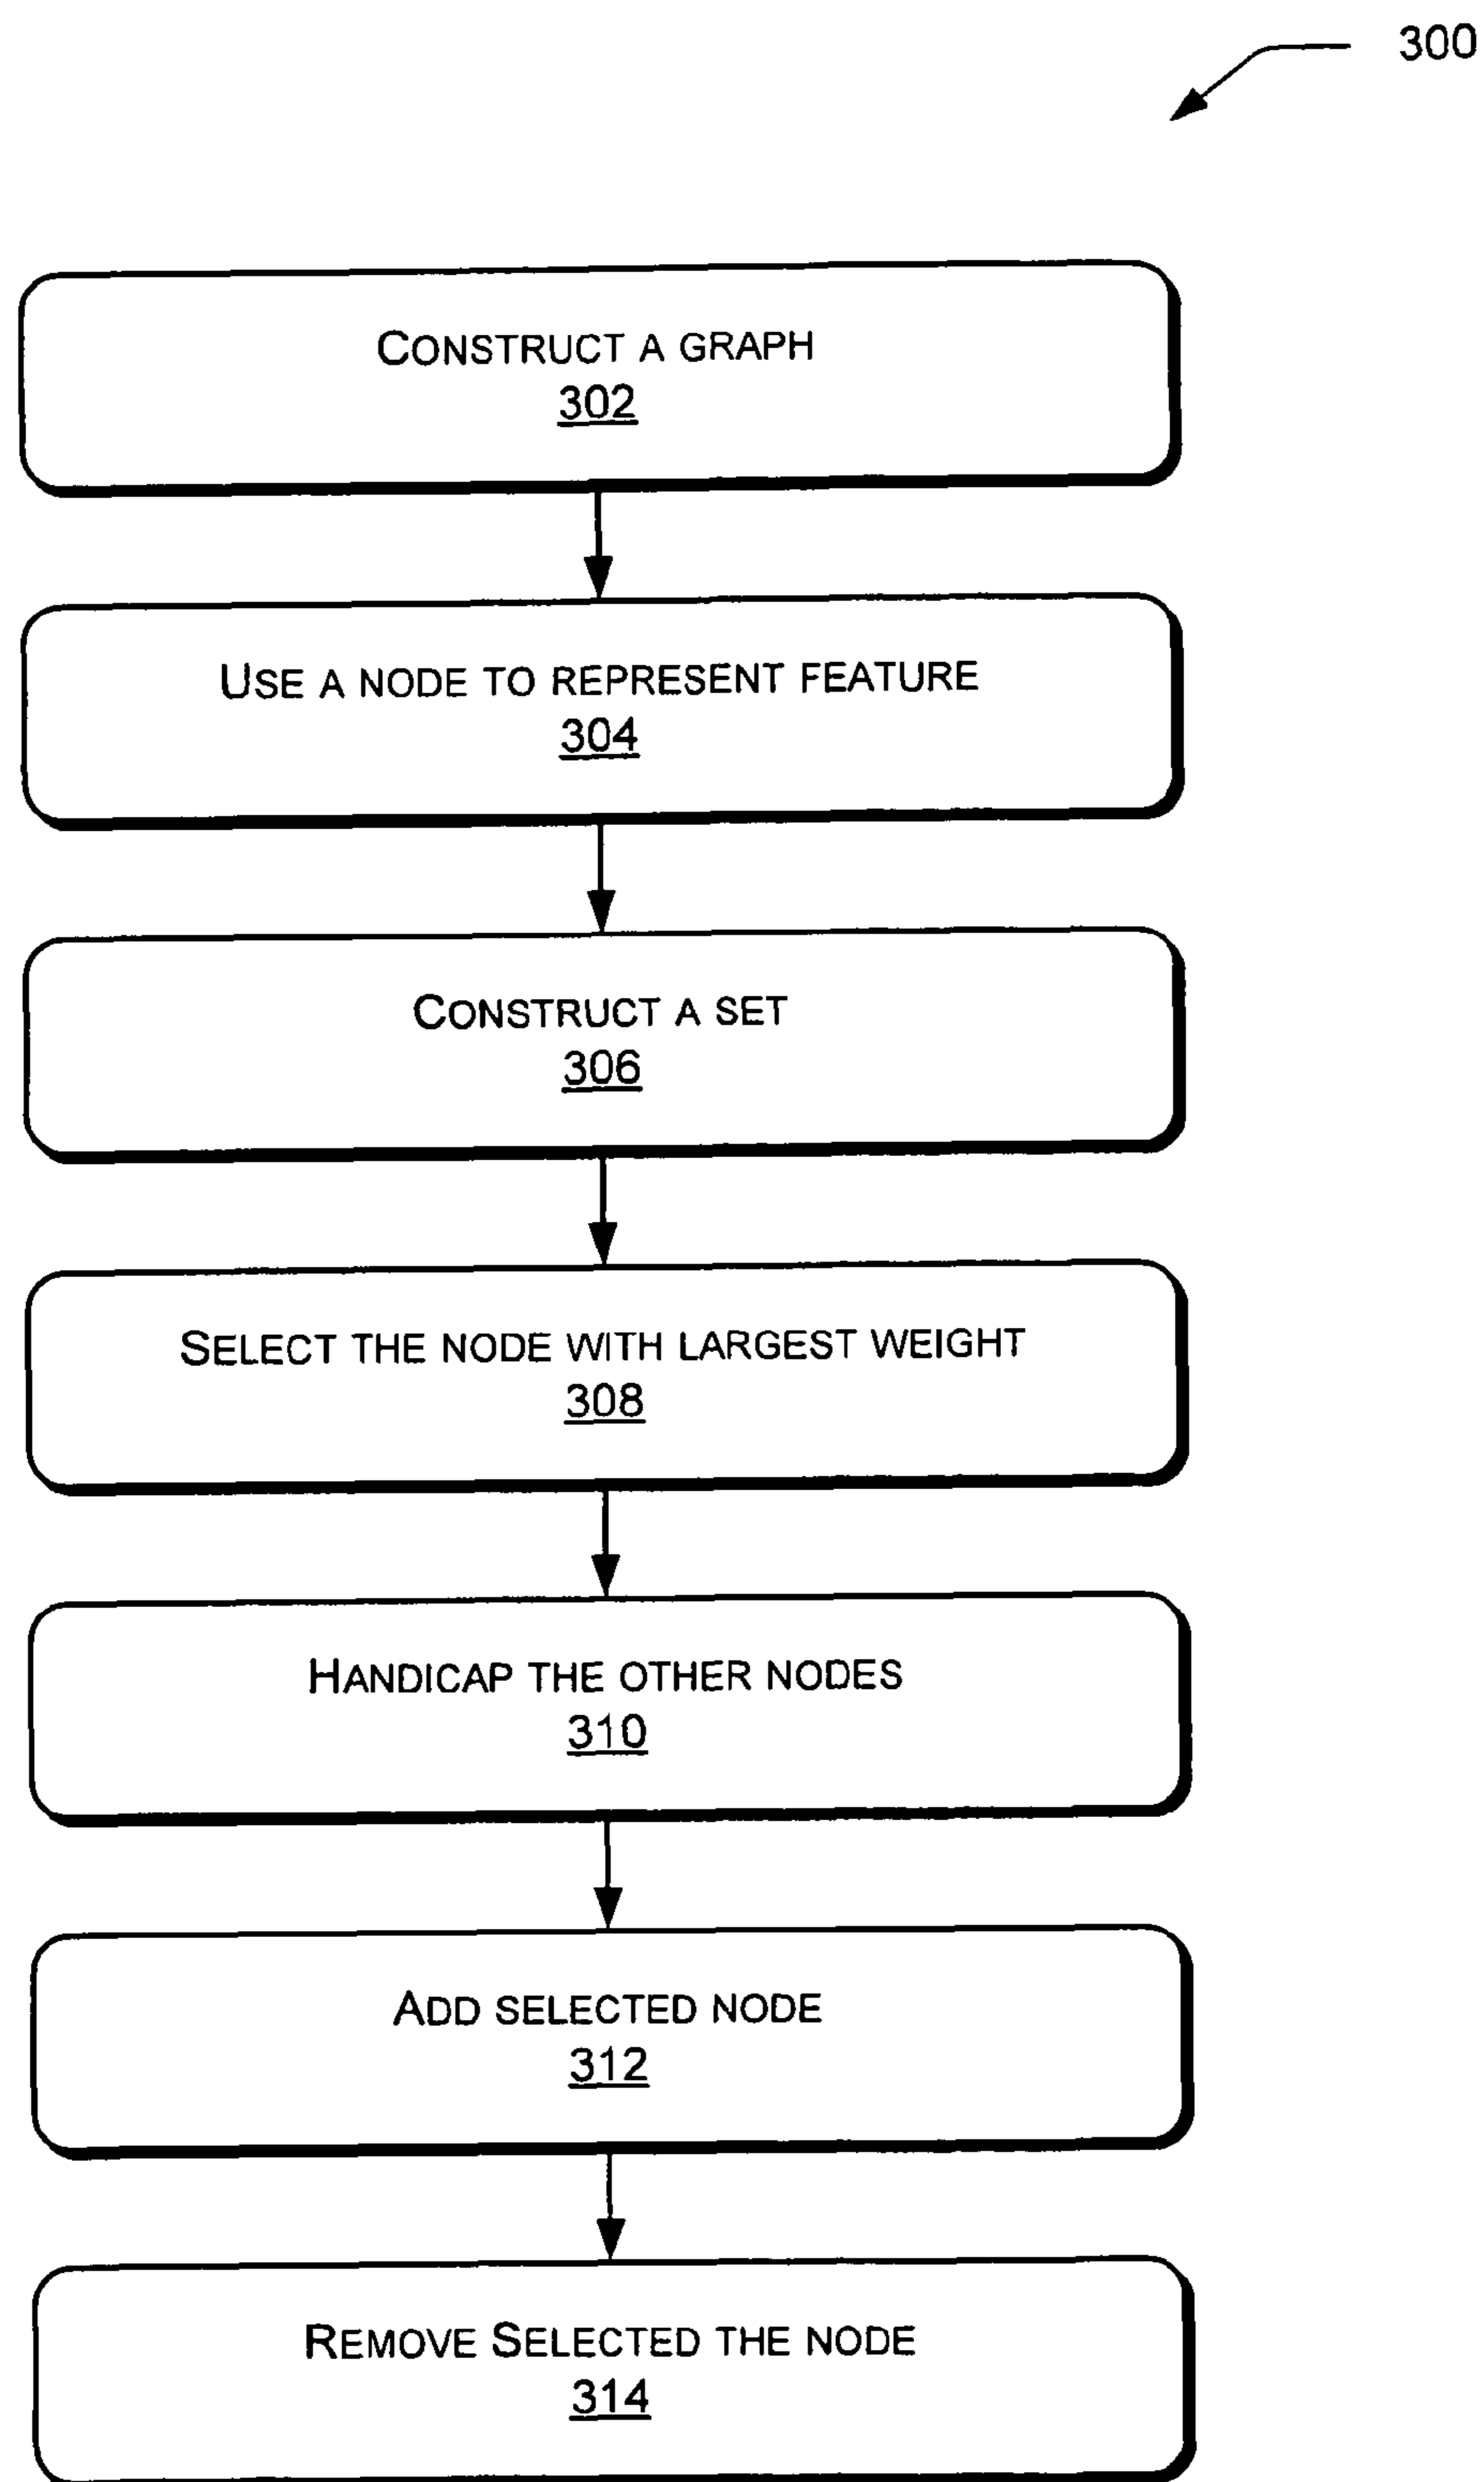 300
CONSTRUCT A GRAPH
302
USE A NODE TO REPRESENT FEATURE
304
CONSTRUCT A SET
306
SELECT THE NODE WITH LARGEST WEIGHT
308
HANDICAP THE OTHER NODES
310
ADD SELECTED NODE
312
REMOVE SELECTED THE NODE
314